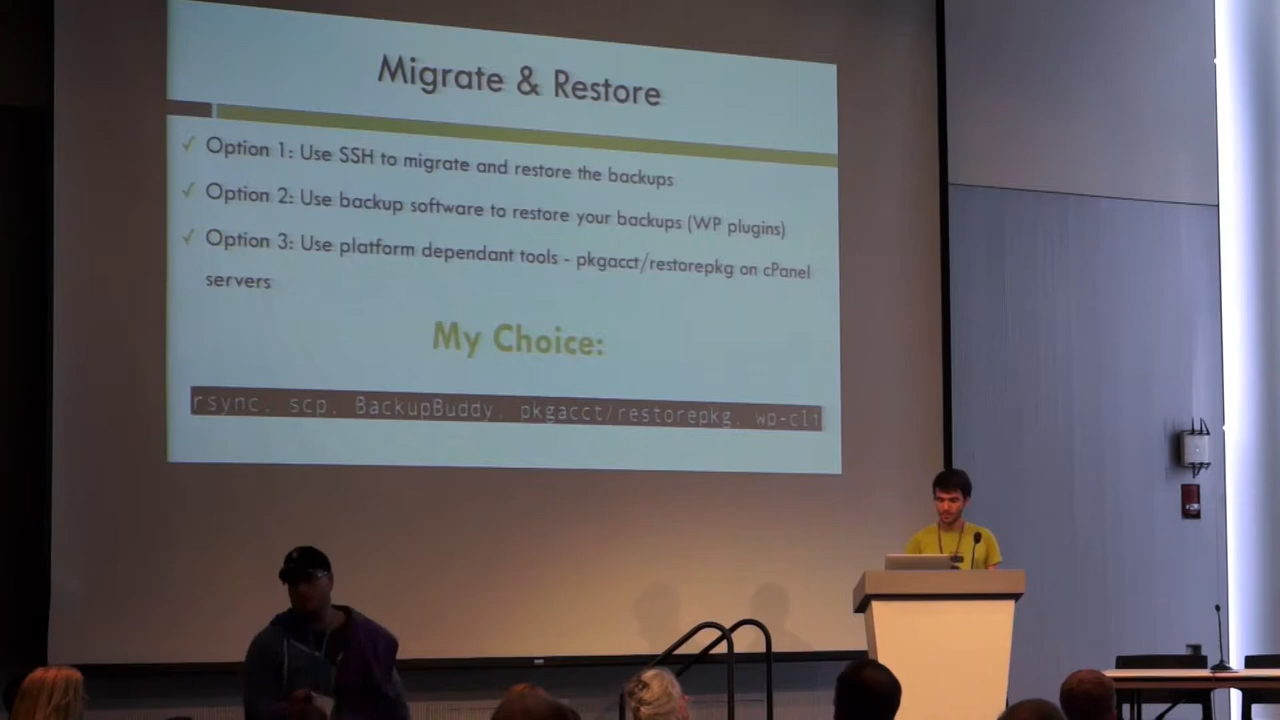 Migrate & Restore
✓ Option 1: Use SSH to migrate and restore the backups
✓ Option 2: Use backup software to restore your backups (WP plugins)
✓ Option 3: Use platform dependant tools - pkgacct/restorepkg on cPanel
servers
My Choice:
rsync, scp, BackupBuddy, pkgacct/restorepkg, wp-cli